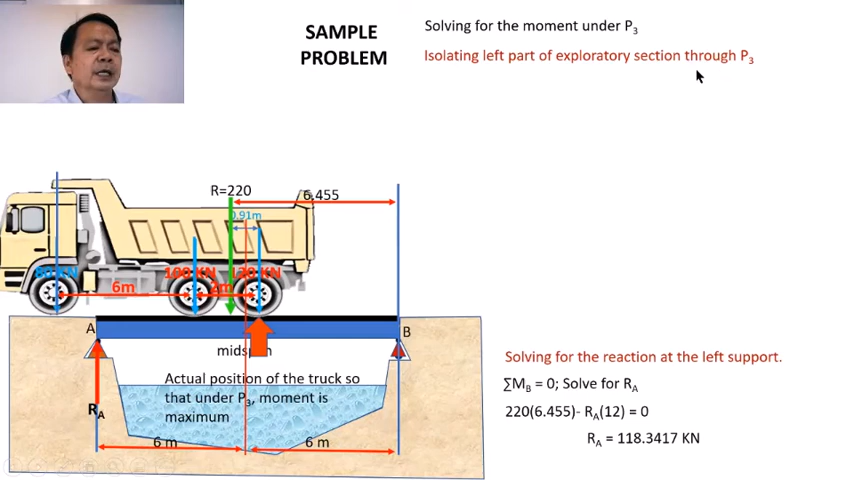 SAMPLE
PROBLEM
Solving for the moment under P3
Isolating left part of exploratory section through P3
R=220
6.455
0.91m
80 KN
100 KN
120 KN
6m
2m
A
B
midspan
Actual position of the truck so
that under P3, moment is
maximum
RA
6 m
6 m
Solving for the reaction at the left support.
∑MB = 0; Solve for RA
220(6.455)- RA(12) = 0
RA = 118.3417 KN